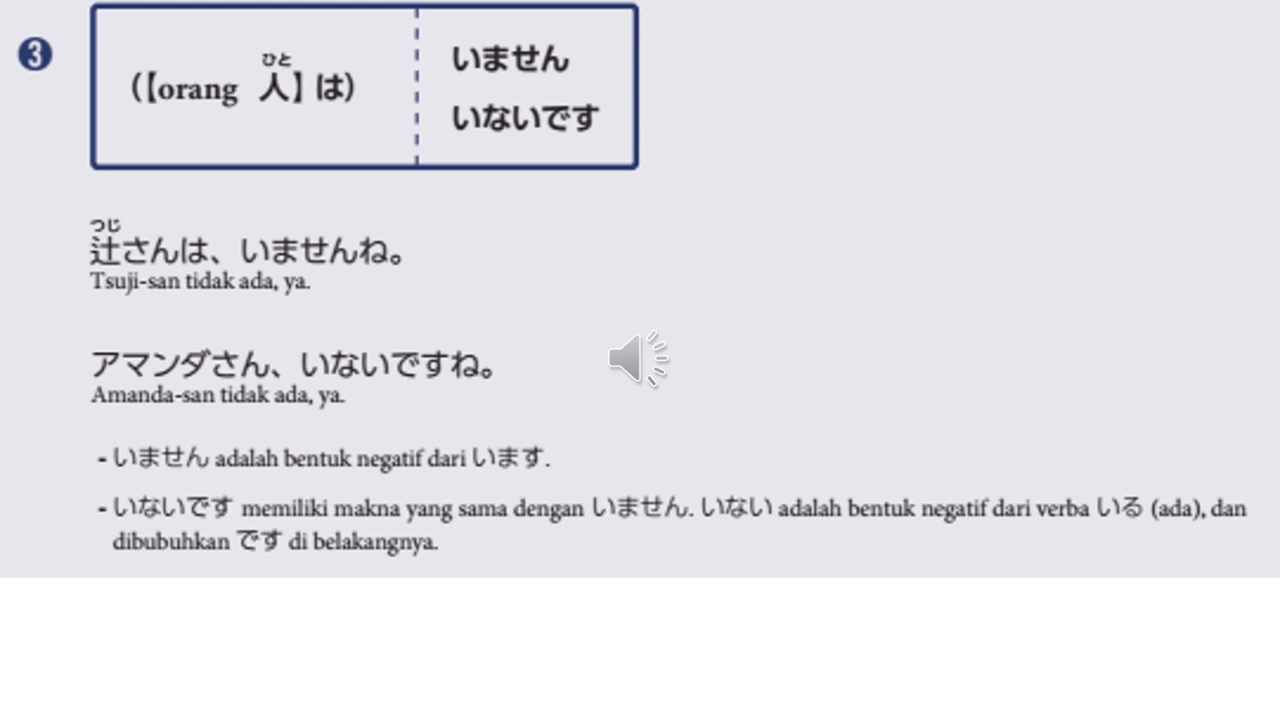 3
(【orang 人】は)
ひと
いません
いないです
つじ
辻さんは、いませんね。
Tsuji-san tidak ada, ya.
アマンダさん、いないですね。
Amanda-san tidak ada, ya.
- いません adalah bentuk negatif dari います.
- いないです memiliki makna yang sama dengan いません. いない adalah bentuk negatif dari verba いる (ada), dan
dibubuhkan です di belakangnya.